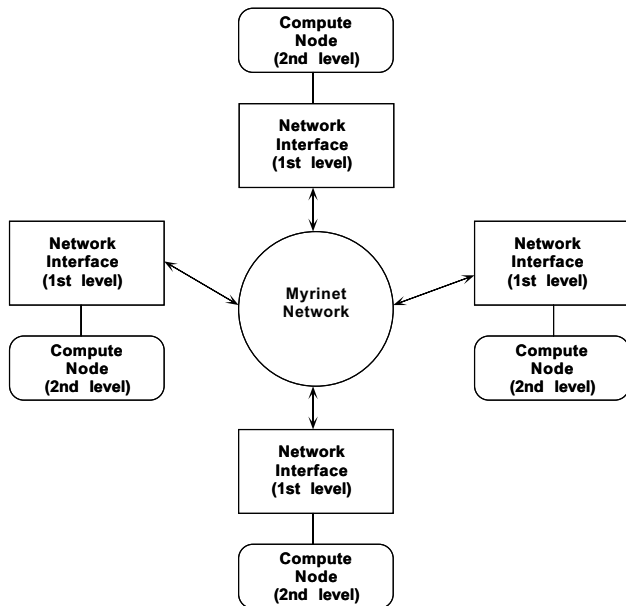 Compute
Node
(2nd level)
Network
Interface
(1st level)
Network
Interface
(1st level)
Compute
Node
(2nd level)
Myrinet
Network
Network
Interface
(1st level)
Compute
Node
(2nd level)
Network
Interface
(1st level)
Compute
Node
(2nd level)